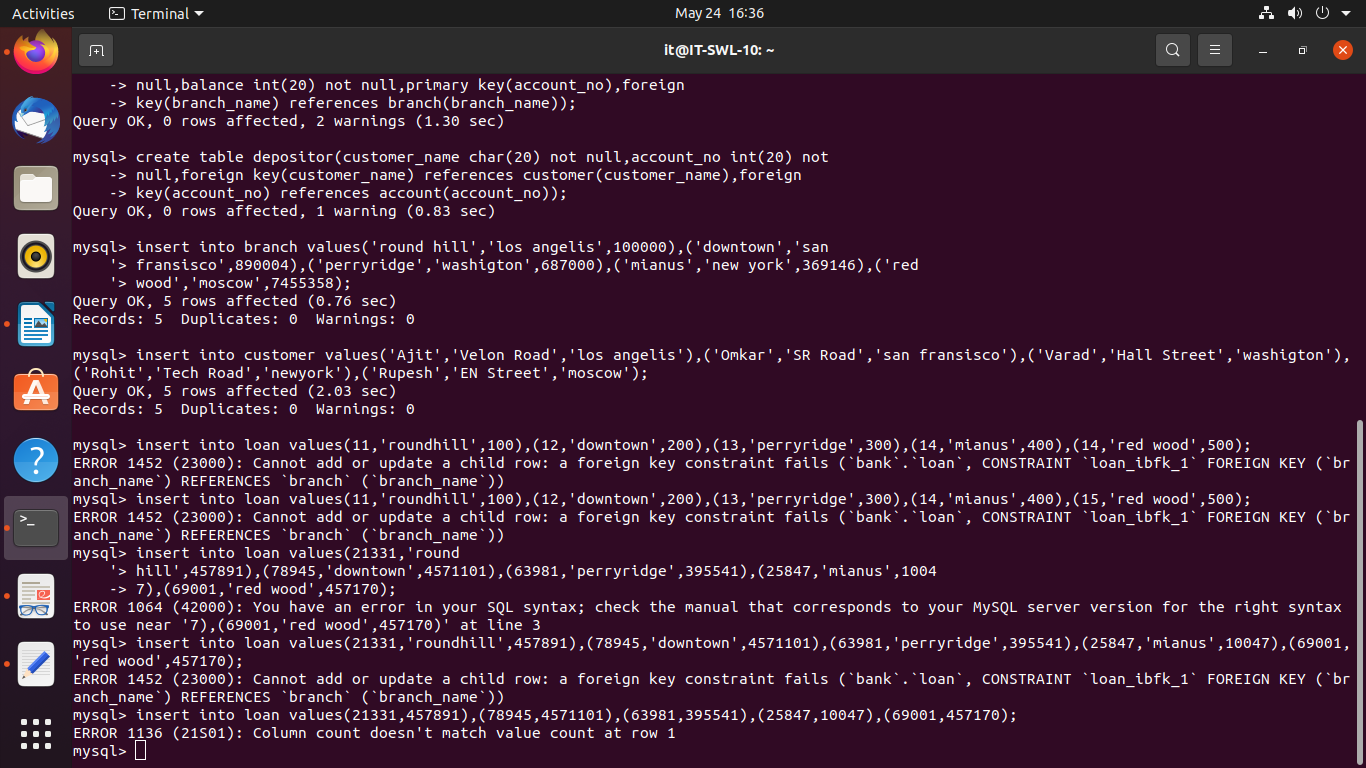 Activities
Terminal
May 24 16:36
it@IT-SWL-10: ~
    -> null,balance int(20) not null,primary key(account_no),foreign
    -> key(branch_name) references branch(branch_name));
Query OK, 0 rows affected, 2 warnings (1.30 sec)
mysql> create table depositor(customer_name char(20) not null,account_no int(20) not
    -> null,foreign key(customer_name) references customer(customer_name),foreign
    -> key(account_no) references account(account_no));
Query OK, 0 rows affected, 1 warning (0.83 sec)
mysql> insert into branch values('round hill','los angelis',100000),('downtown','san
    '> fransisco',890004),('perryridge','washigton',687000),('mianus','new york',369146),('red
    '> wood','moscow',7455358);
Query OK, 5 rows affected (0.76 sec)
Records: 5  Duplicates: 0  Warnings: 0
mysql> insert into customer values('Ajit','Velon Road','los angelis'),('Omkar','SR Road','san fransisco'),('Varad','Hall Street','washigton'),
('Rohit','Tech Road','newyork'),('Rupesh','EN Street','moscow');
Query OK, 5 rows affected (2.03 sec)
Records: 5  Duplicates: 0  Warnings: 0
mysql> insert into loan values(11,'roundhill',100),(12,'downtown',200),(13,'perryridge',300),(14,'mianus',400),(14,'red wood',500);
ERROR 1452 (23000): Cannot add or update a child row: a foreign key constraint fails (`bank`.`loan`, CONSTRAINT `loan_ibfk_1` FOREIGN KEY (`br
anch_name`) REFERENCES `branch` (`branch_name`))
mysql> insert into loan values(11,'roundhill',100),(12,'downtown',200),(13,'perryridge',300),(14,'mianus',400),(15,'red wood',500);
ERROR 1452 (23000): Cannot add or update a child row: a foreign key constraint fails (`bank`.`loan`, CONSTRAINT `loan_ibfk_1` FOREIGN KEY (`br
anch_name`) REFERENCES `branch` (`branch_name`))
mysql> insert into loan values(21331,'round
    '> hill',457891),(78945,'downtown',4571101),(63981,'perryridge',395541),(25847,'mianus',1004
    -> 7),(69001,'red wood',457170);
ERROR 1064 (42000): You have an error in your SQL syntax; check the manual that corresponds to your MySQL server version for the right syntax
to use near '7),(69001,'red wood',457170)' at line 3
mysql> insert into loan values(21331,'roundhill',457891),(78945,'downtown',4571101),(63981,'perryridge',395541),(25847,'mianus',10047),(69001,
'red wood',457170);
ERROR 1452 (23000): Cannot add or update a child row: a foreign key constraint fails (`bank`.`loan`, CONSTRAINT `loan_ibfk_1` FOREIGN KEY (`br
anch_name`) REFERENCES `branch` (`branch_name`))
mysql> insert into loan values(21331,457891),(78945,4571101),(63981,395541),(25847,10047),(69001,457170);
ERROR 1136 (21S01): Column count doesn't match value count at row 1
mysql>